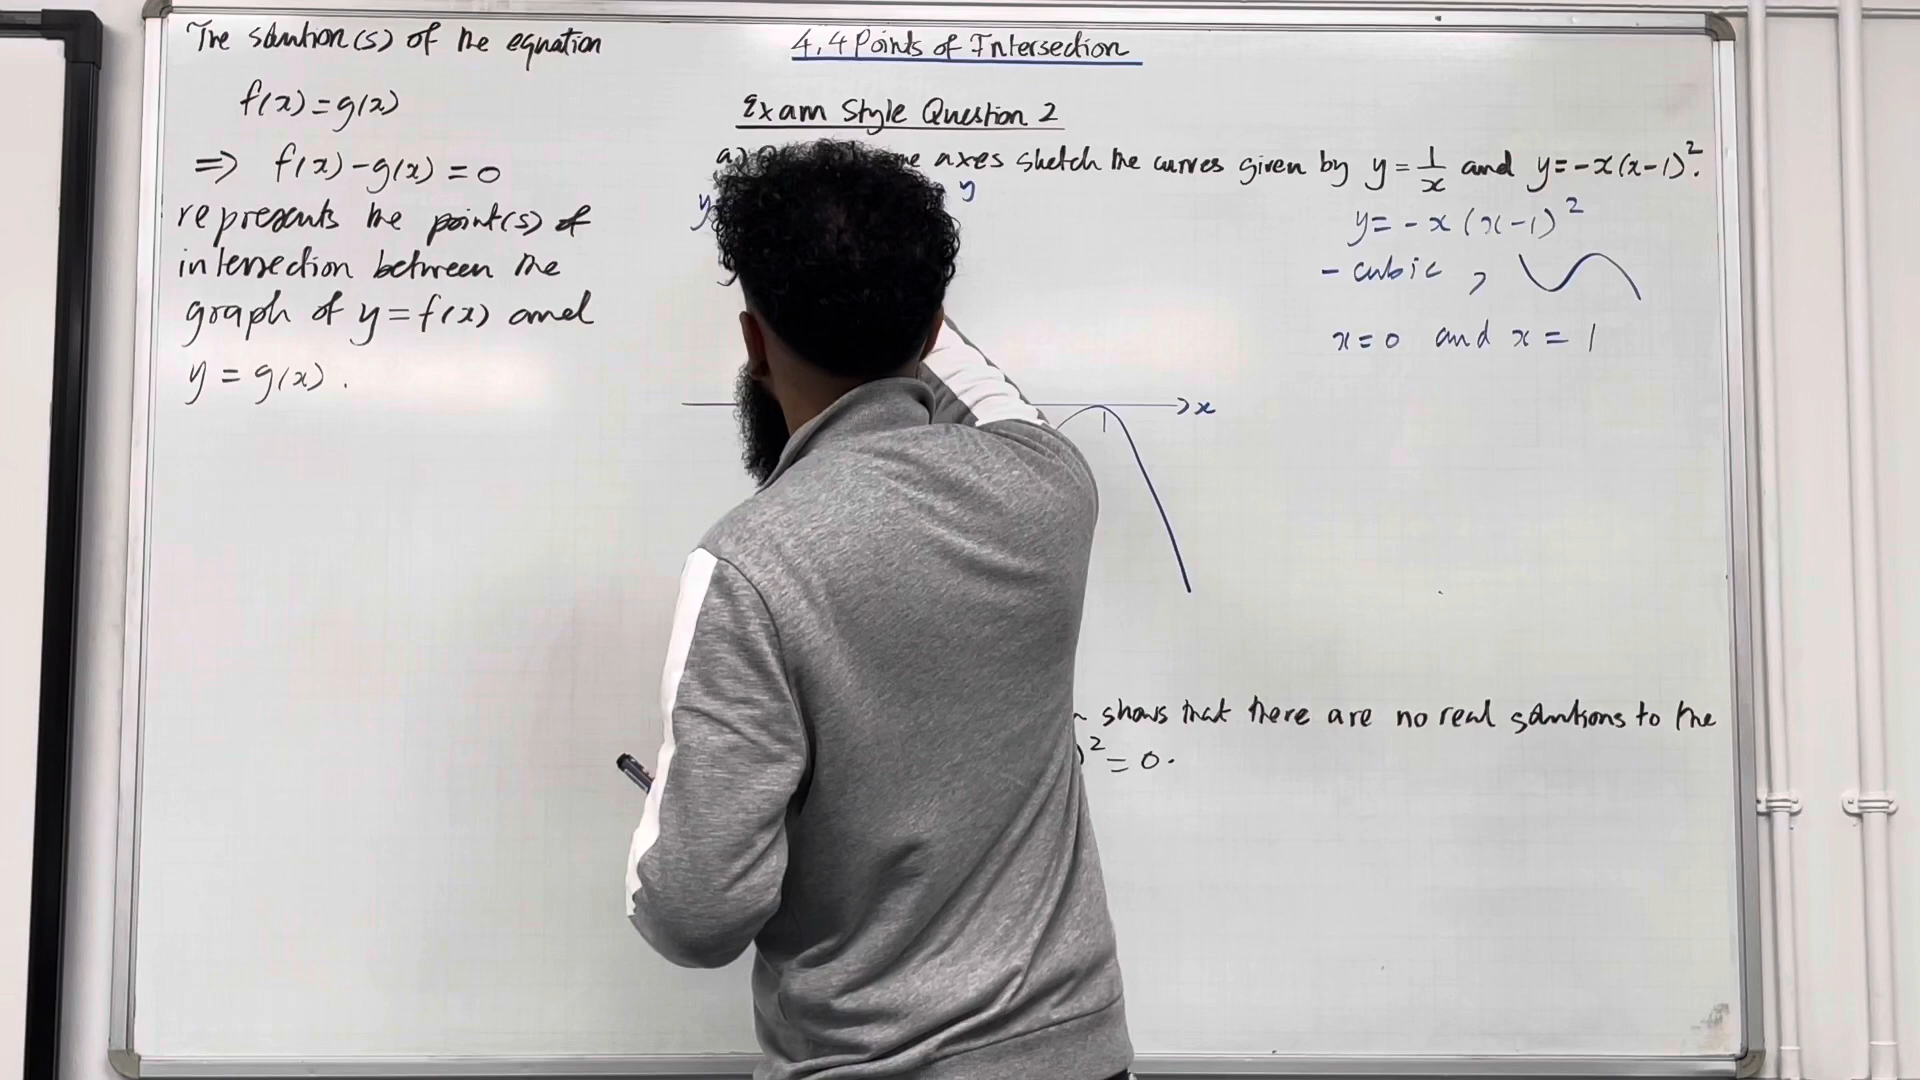 The solution(s) of the equation
f(x)=g(x)
=> f(x)-g(x)=0
represents the point(s) of
intersection between the
graph of y=f(x) and
y=g(x).
4.4 Points of Intersection
Exam Style Question 2
a) axes sketch the curves given by y=1/x and y=-x(x-1)².
y
y
y=-x(x-1)²
- cubic,
x=0 and x=1
x
1
shows that there are no real solutions to the
)²=0.